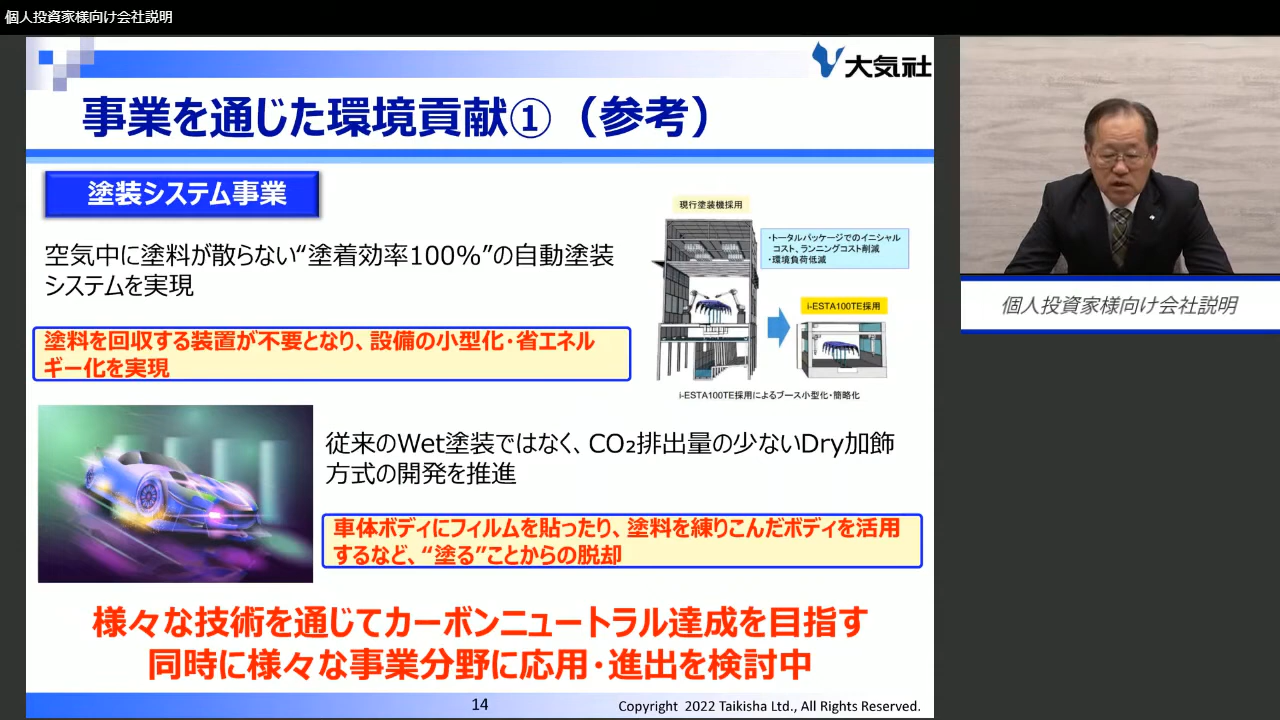 個人投資家様向け会社説明
大気社
事業を通じた環境貢献①（参考）
塗装システム事業
空気中に塗料が散らない“塗着効率100%”の自動塗装
システムを実現
塗料を回収する装置が不要となり、設備の小型化・省エネル
ギー化を実現
現行塗装機採用
・トータルパッケージでのイニシャル
コスト、ランニングコスト削減
・環境負荷低減
i-ESTA100TE採用
i-ESTA100TE採用によるブース小型化・簡略化
従来のWet塗装ではなく、CO₂排出量の少ないDry加飾
方式の開発を推進
車体ボディにフィルムを貼ったり、塗料を練りこんだボディを活用
するなど、“塗る”ことからの脱却
様々な技術を通じてカーボンニュートラル達成を目指す
同時に様々な事業分野に応用・進出を検討中
14
Copyright 2022 Taikisha Ltd., All Rights Reserved.
個人投資家様向け会社説明